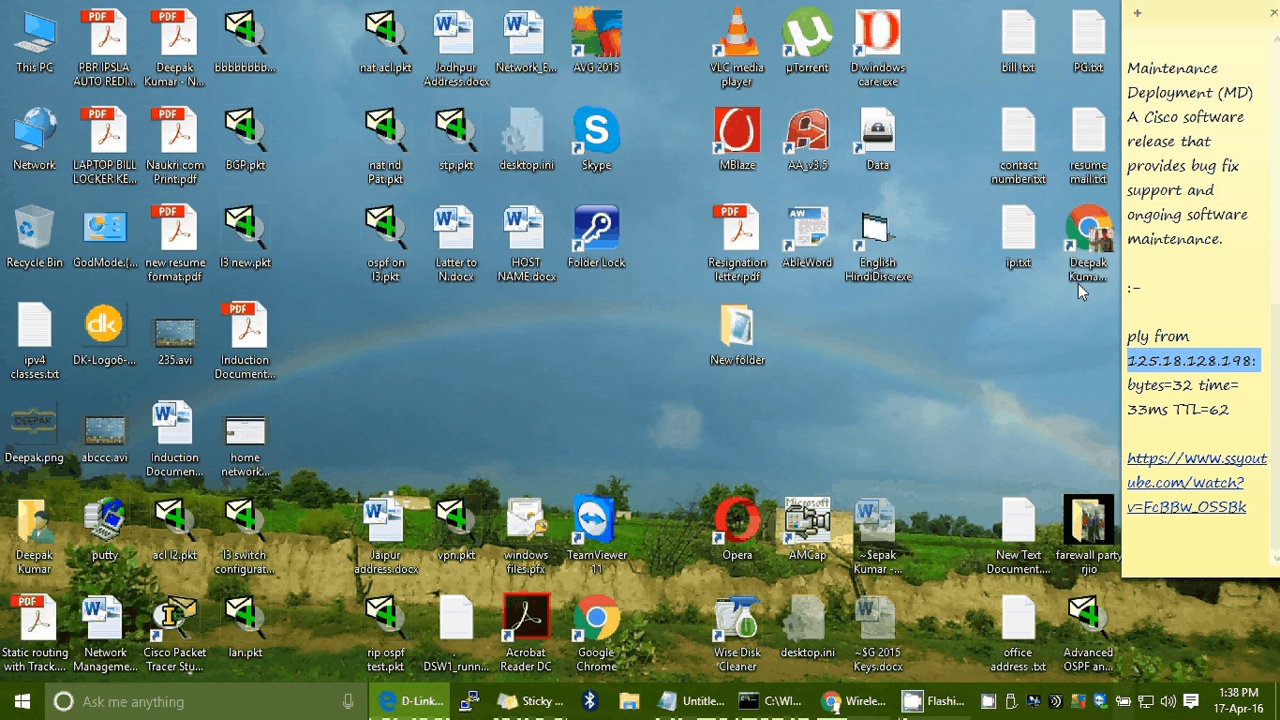 This PC
PBR IPSLA
AUTO REDI...
Deepak
Kumar - N...
bbbbbbbb...
nat acl.pkt
Jodhpur
Address.docx
Network_E...
AVG 2015
VLC media
player
µTorrent
D windows
care.exe
bill .txt
PG.txt
Network
LAPTOP BILL
LOCKER KE...
Naukri com
Print.pdf
BGP.pkt
nat nd
Pat.pkt
stp.pkt
desktop.ini
Skype
MBlaze
AA_v3.5
Data
contact
number.txt
resume
mail.txt
Recycle Bin
GodMode.{...
new resume
format.pdf
l3 new.pkt
ospf on
l3.pkt
Latter to
N.docx
HOST
NAME.docx
Folder Lock
Resignation
letter.pdf
AbleWord
English
HindiDisc.exe
ip.txt
Deepak
Kuma...
ipv4
classes.txt
DK-Logo6-...
235.avi
Induction
Document...
New folder
Deepak.png
abccc.avi
Induction
Documen...
home
network...
Deepak
Kumar
putty
acl l2.pkt
l3 switch
configurat...
Jaipur
address.docx
vpn.pkt
windows
files.pfx
TeamViewer
11
Opera
AMCap
~$epak
Kumar -...
New Text
Document....
farewall party
rjio
Static routing
with Track...
Network
Manageme...
Cisco Packet
Tracer Stu...
lan.pkt
rip ospf
test.pkt
DSW1_runn...
Acrobat
Reader DC
Google
Chrome
Wise Disk
Cleaner
desktop.ini
~$G 2015
Keys.docx
office
address .txt
Advanced
OSPF an...
+
Maintenance
Deployment (MD)
A Cisco software
release that
provides bug fix
support and
ongoing software
maintenance.
:-
ply from
125.18.128.198:
bytes=32 time=
33ms TTL=62
https://www.ssyout
ube.com/watch?
v=FcBBw_OSSBk
Ask me anything
D-Link...
Sticky ...
Untitle...
C:\WI...
Wirele...
Flashi...
1:38 PM
17-Apr-16